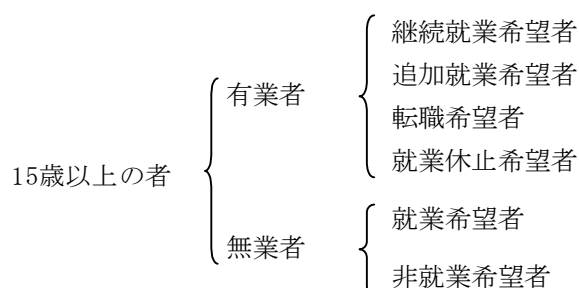 15歳以上の者
有業者
継続就業希望者
追加就業希望者
転職希望者
就業休止希望者
無業者
就業希望者
非就業希望者